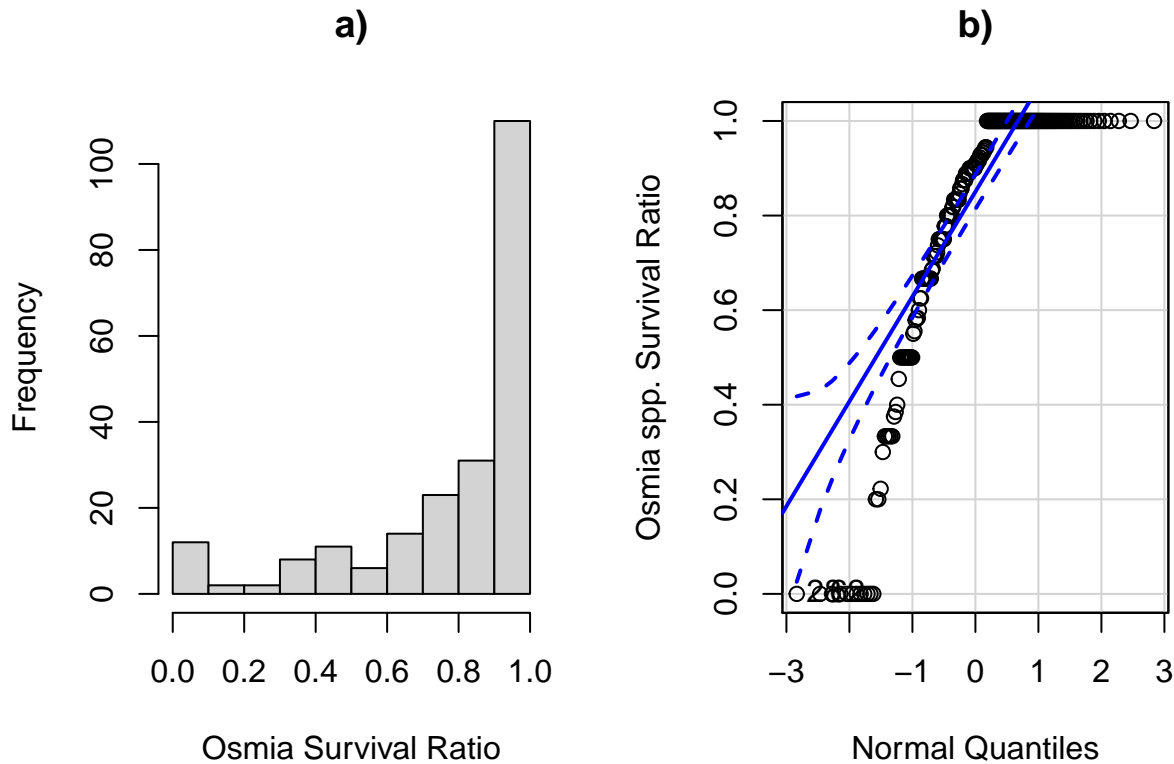 a)
Frequency
0 20 40 60 80 100
0.0 0.2 0.4 0.6 0.8 1.0
Osmia Survival Ratio
b)
Osmia spp. Survival Ratio
0.0 0.2 0.4 0.6 0.8 1.0
−3 −1 0 1 2 3
Normal Quantiles